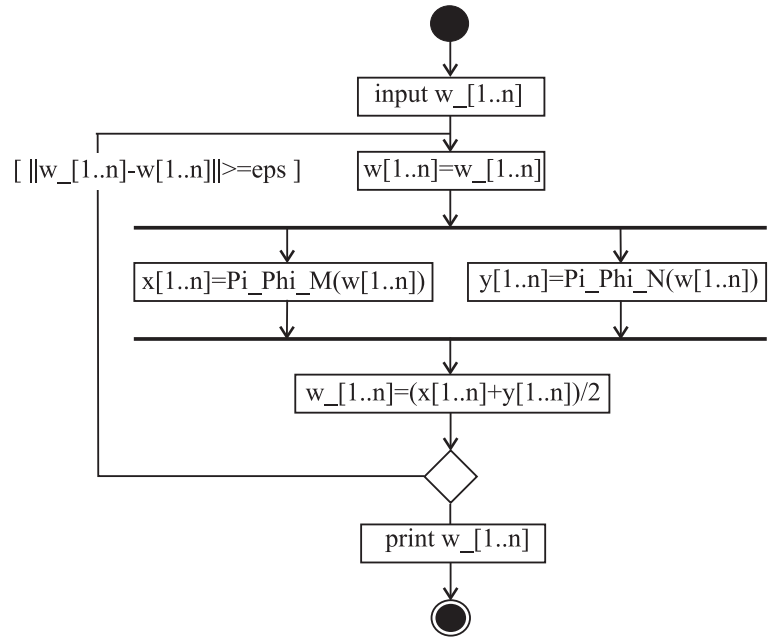 input w_[1..n]
[ ||w_[1..n]-w[1..n]||>=eps ]
w[1..n]=w_[1..n]
x[1..n]=Pi_Phi_M(w[1..n])
y[1..n]=Pi_Phi_N(w[1..n])
w_[1..n]=(x[1..n]+y[1..n])/2
print w_[1..n]